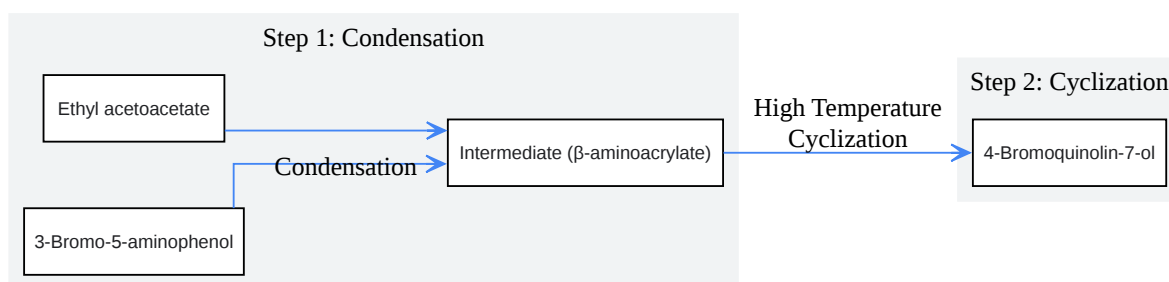 Step 1: Condensation
Ethyl acetoacetate
Condensation
3-Bromo-5-aminophenol
Intermediate (β-aminoacrylate)
High Temperature
Cyclization
Step 2: Cyclization
4-Bromoquinolin-7-ol